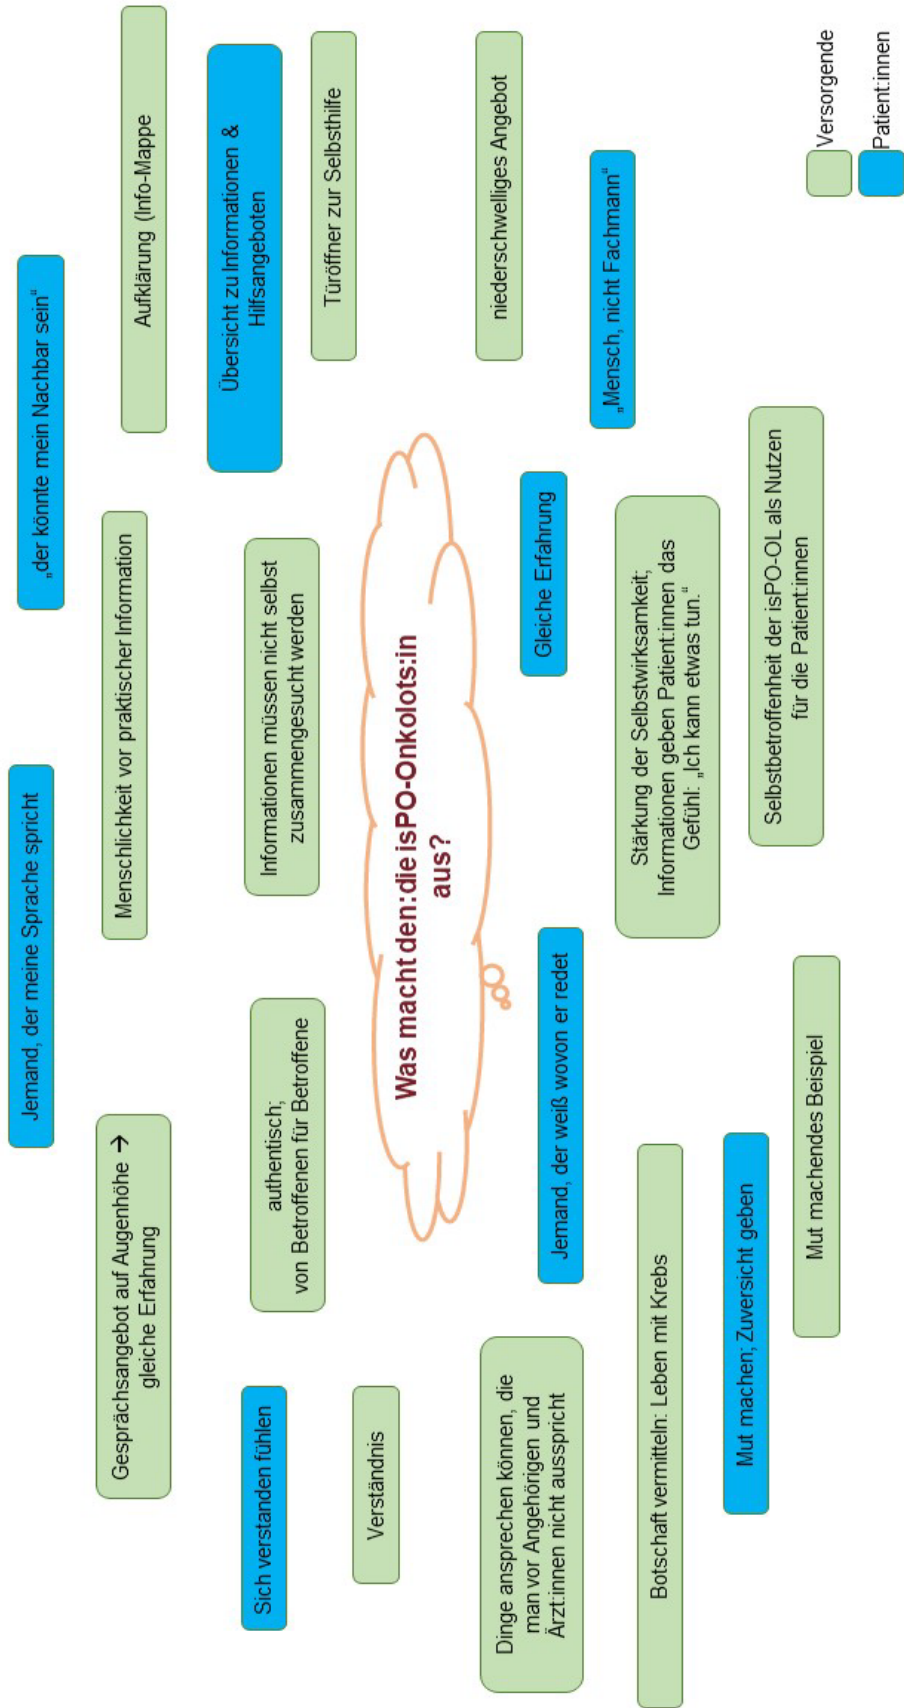 Jemand, der meine Sprache spricht
„der könnte mein Nachbar sein“
Gesprächsangebot auf Augenhöhe →
gleiche Erfahrung
Menschlichkeit vor praktischer Information
Aufklärung (Info-Mappe
Sich verstanden fühlen
authentisch;
von Betroffenen für Betroffene
Informationen müssen nicht selbst
zusammengesucht werden
Übersicht zu Informationen &
Hilfsangeboten
Verständnis
Türöffner zur Selbsthilfe
Was macht den:die isPO-Onkolots:in
aus?
Dinge ansprechen können, die
man vor Angehörigen und
Ärzt:innen nicht ausspricht
Jemand, der weiß wovon er redet
Gleiche Erfahrung
niederschwelliges Angebot
„Mensch, nicht Fachmann“
Botschaft vermitteln: Leben mit Krebs
Stärkung der Selbstwirksamkeit;
Informationen geben Patient:innen das
Gefühl: „Ich kann etwas tun.“
Mut machen; Zuversicht geben
Mut machendes Beispiel
Selbstbetroffenheit der isPO-OL als Nutzen
für die Patient:innen
Versorgende
Patient:innen